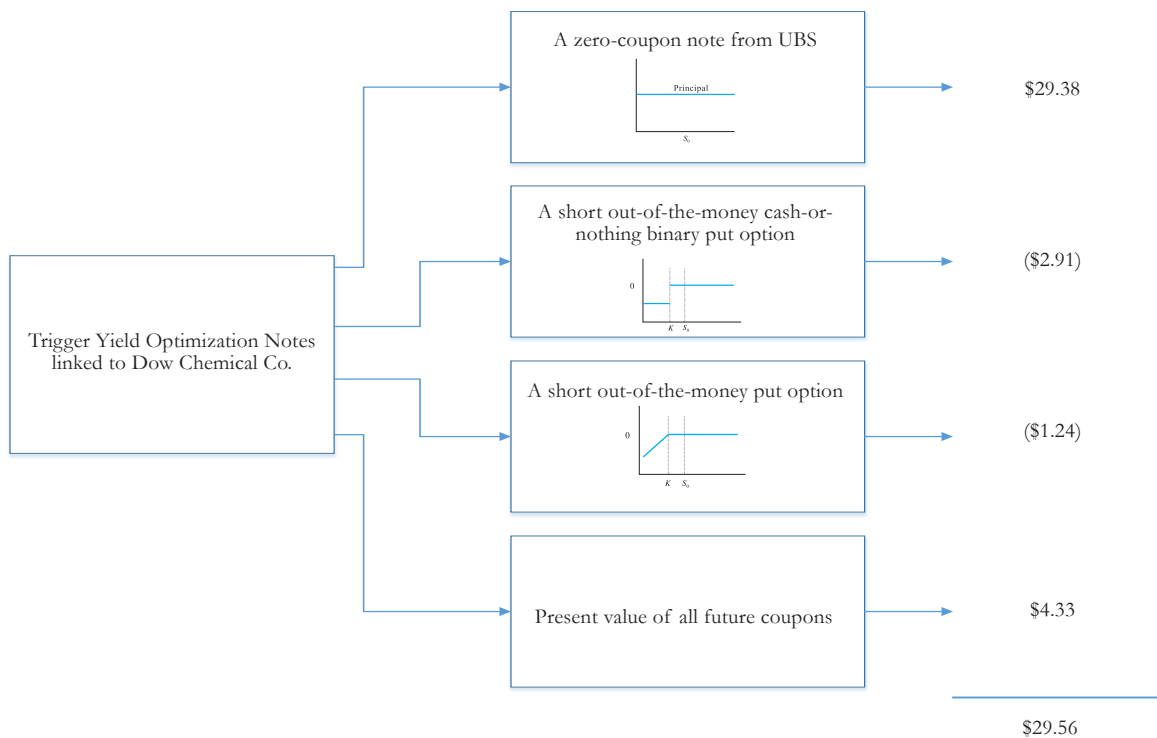 A zero-coupon note from UBS
Principal
S0
$29.38
A short out-of-the-money cash-or-
nothing binary put option
0
K S0
($2.91)
Trigger Yield Optimization Notes
linked to Dow Chemical Co.
A short out-of-the-money put option
0
K S0
($1.24)
Present value of all future coupons
$4.33
$29.56